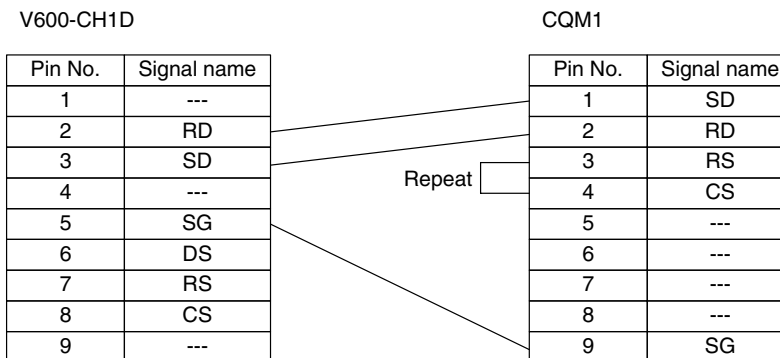 V600-CH1D CQM1
Pin No. Signal name Pin No. Signal name
1 --- 1 SD
2 RD 2 RD
3 SD 3 RS
Repeat
4 --- 4 CS
5 SG 5 ---
6 DS 6 ---
7 RS 7 ---
8 CS 8 ---
9 --- 9 SG